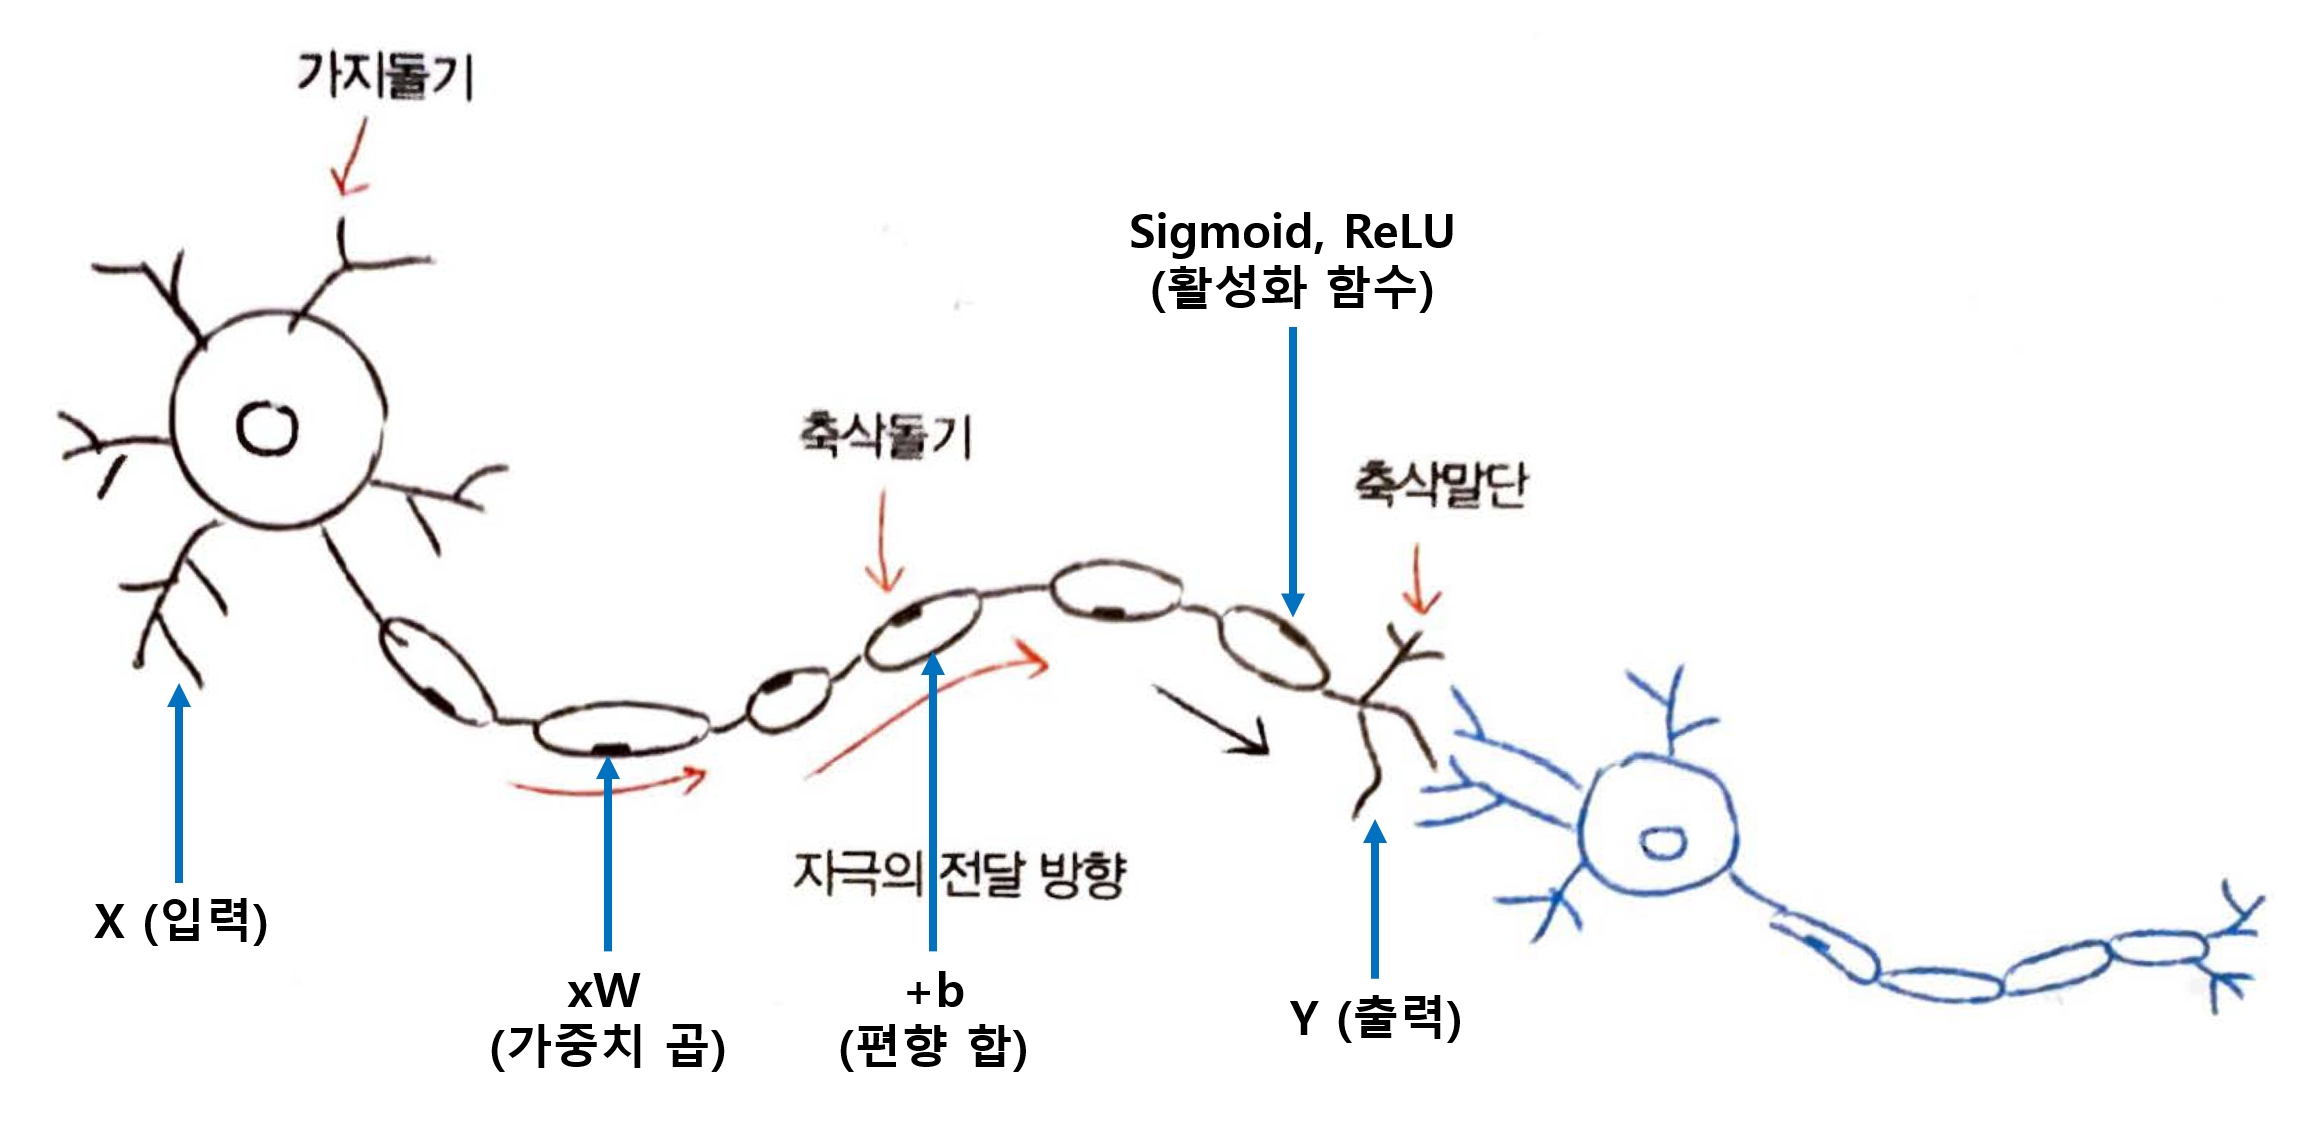 가지돌기
Sigmoid, ReLU
(활성화 함수)
축삭돌기
축삭말단
자극의 전달 방향
X (입력)
xW
(가중치 곱)
+b
(편향 합)
Y (출력)